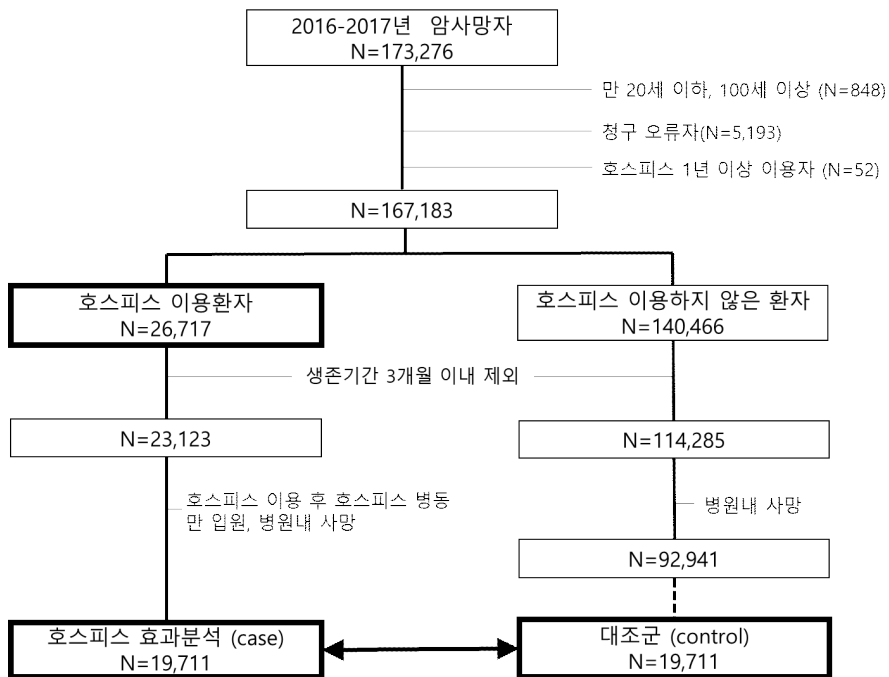 2016-2017년 암사망자
N=173,276
만 20세 이하, 100세 이상 (N=848)
청구 오류자(N=5,193)
호스피스 1년 이상 이용자 (N=52)
N=167,183
호스피스 이용환자
N=26,717
호스피스 이용하지 않은 환자
N=140,466
생존기간 3개월 이내 제외
N=23,123
N=114,285
호스피스 이용 후 호스피스 병동
만 입원, 병원내 사망
병원내 사망
N=92,941
호스피스 효과분석 (case)
N=19,711
대조군 (control)
N=19,711